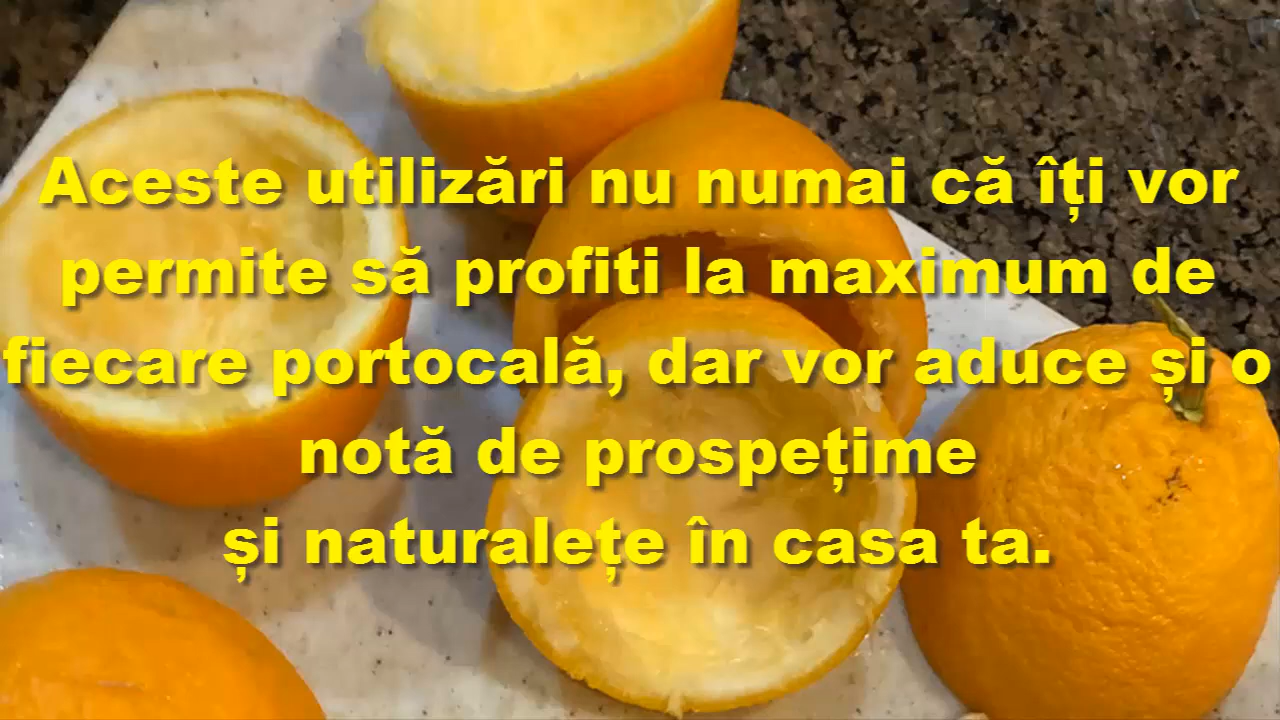 Aceste utilizări nu numai că îți vor
permite să profiti la maximum de
fiecare portocală, dar vor aduce și o
notă de prospețime
și naturalețe în casa ta.